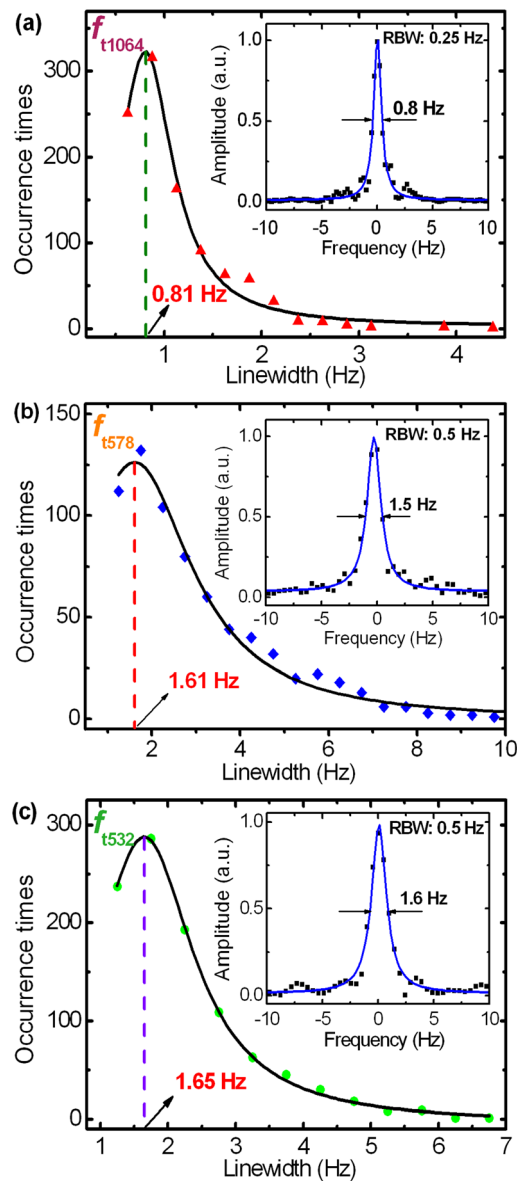 (a)
f t1064
RBW: 0.25 Hz
1.0
0.5
0.0
Amplitude (a.u.)
0.8 Hz
-10 -5 0 5 10
Frequency (Hz)
300
200
100
0
Occurrence times
0.81 Hz
1 2 3 4
Linewidth (Hz)
(b)
f t578
RBW: 0.5 Hz
1.0
0.5
0.0
Amplitude (a.u.)
1.5 Hz
-10 -5 0 5 10
Frequency (Hz)
150
100
50
0
Occurrence times
1.61 Hz
2 4 6 8 10
Linewidth (Hz)
(c)
f t532
RBW: 0.5 Hz
1.0
0.5
0.0
Amplitude (a.u.)
1.6 Hz
-10 -5 0 5 10
Frequency (Hz)
300
200
100
0
Occurrence times
1.65 Hz
1 2 3 4 5 6 7
Linewidth (Hz)